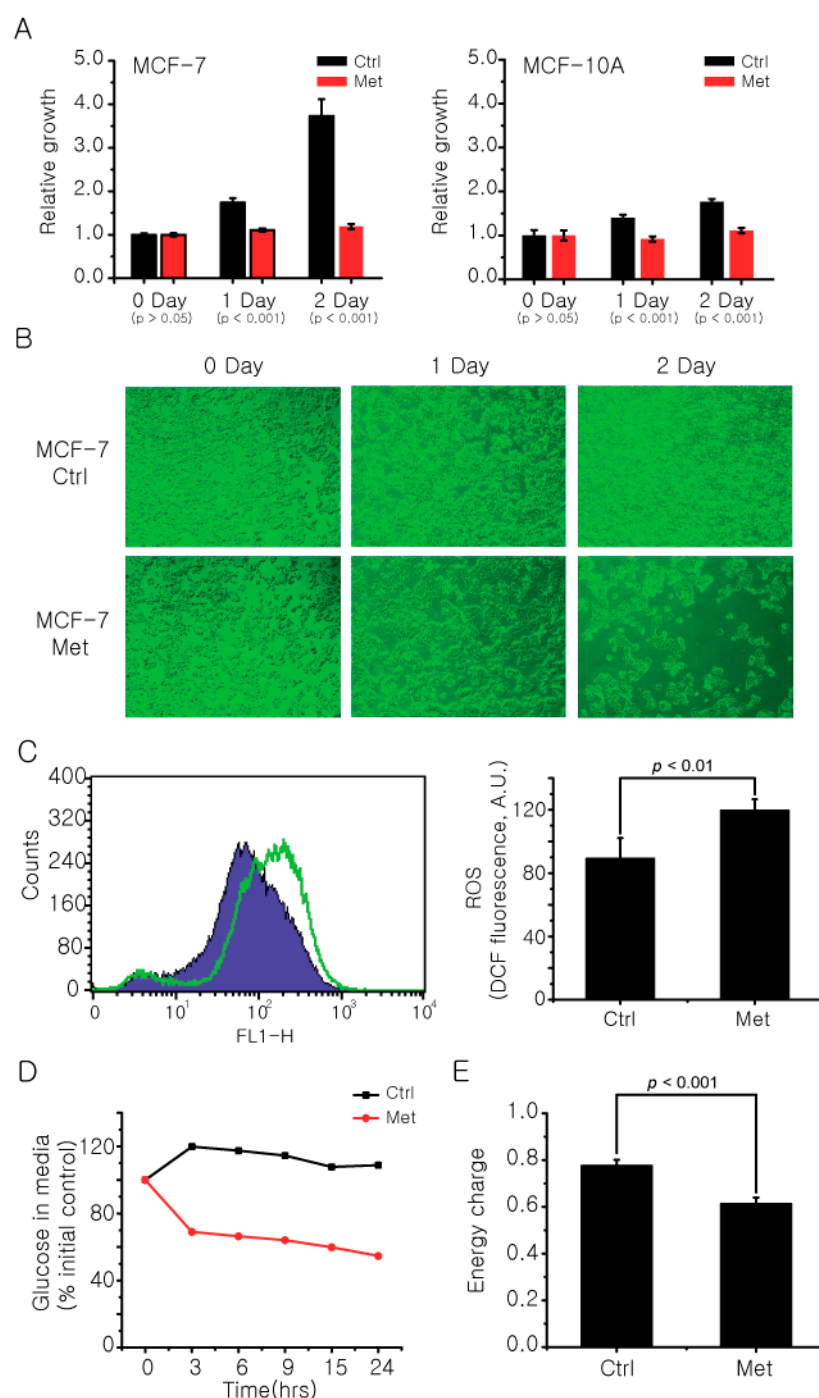 A
MCF-7
Ctrl
Met
Relative growth
5.0
4.0
3.0
2.0
1.0
0.0
0 Day
(p > 0.05)
1 Day
(p < 0.001)
2 Day
(p < 0.001)
MCF-10A
Ctrl
Met
Relative growth
5.0
4.0
3.0
2.0
1.0
0.0
0 Day
(p > 0.05)
1 Day
(p < 0.001)
2 Day
(p < 0.001)
B
0 Day
1 Day
2 Day
MCF-7
Ctrl
MCF-7
Met
C
400
320
240
160
80
0
Counts
0
10¹
10²
10³
10⁴
FL1-H
p < 0.01
ROS
(DCF fluorescence, A.U.)
120
80
40
0
Ctrl
Met
D
Ctrl
Met
Glucose in media
(% initial control)
120
80
40
0
0
3
6
9
15
24
Time(hrs)
E
p < 0.001
Energy charge
1.0
0.8
0.6
0.4
0.2
0.0
Ctrl
Met